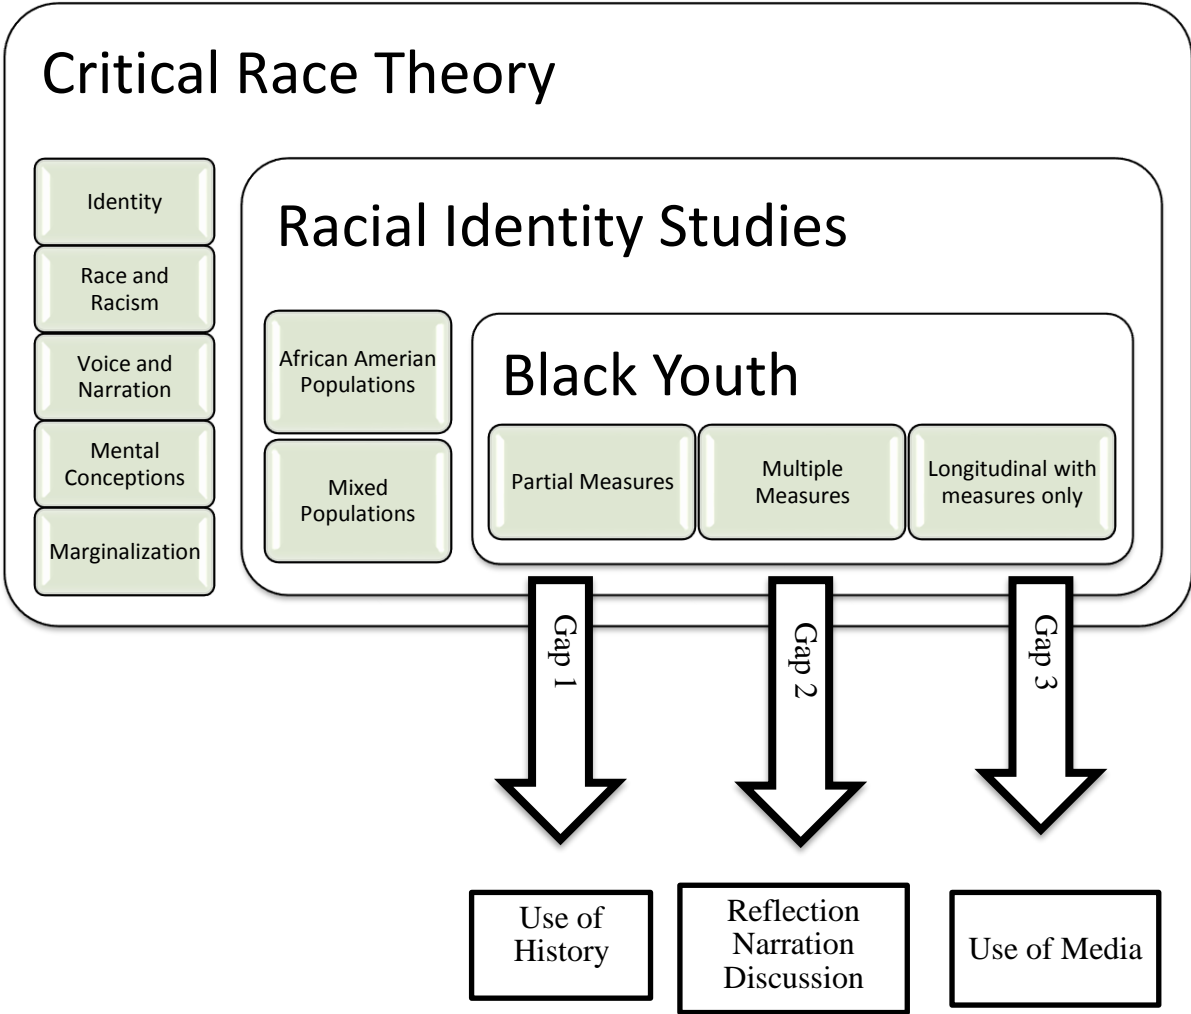 Critical Race Theory
Identity
Race and
Racism
Voice and
Narration
Mental
Conceptions
Marginalization
Racial Identity Studies
African Amerian
Populations
Mixed
Populations
Black Youth
Partial Measures
Multiple
Measures
Longitudinal with
measures only
Gap 1
Gap 2
Gap 3
Use of
History
Reflection
Narration
Discussion
Use of Media